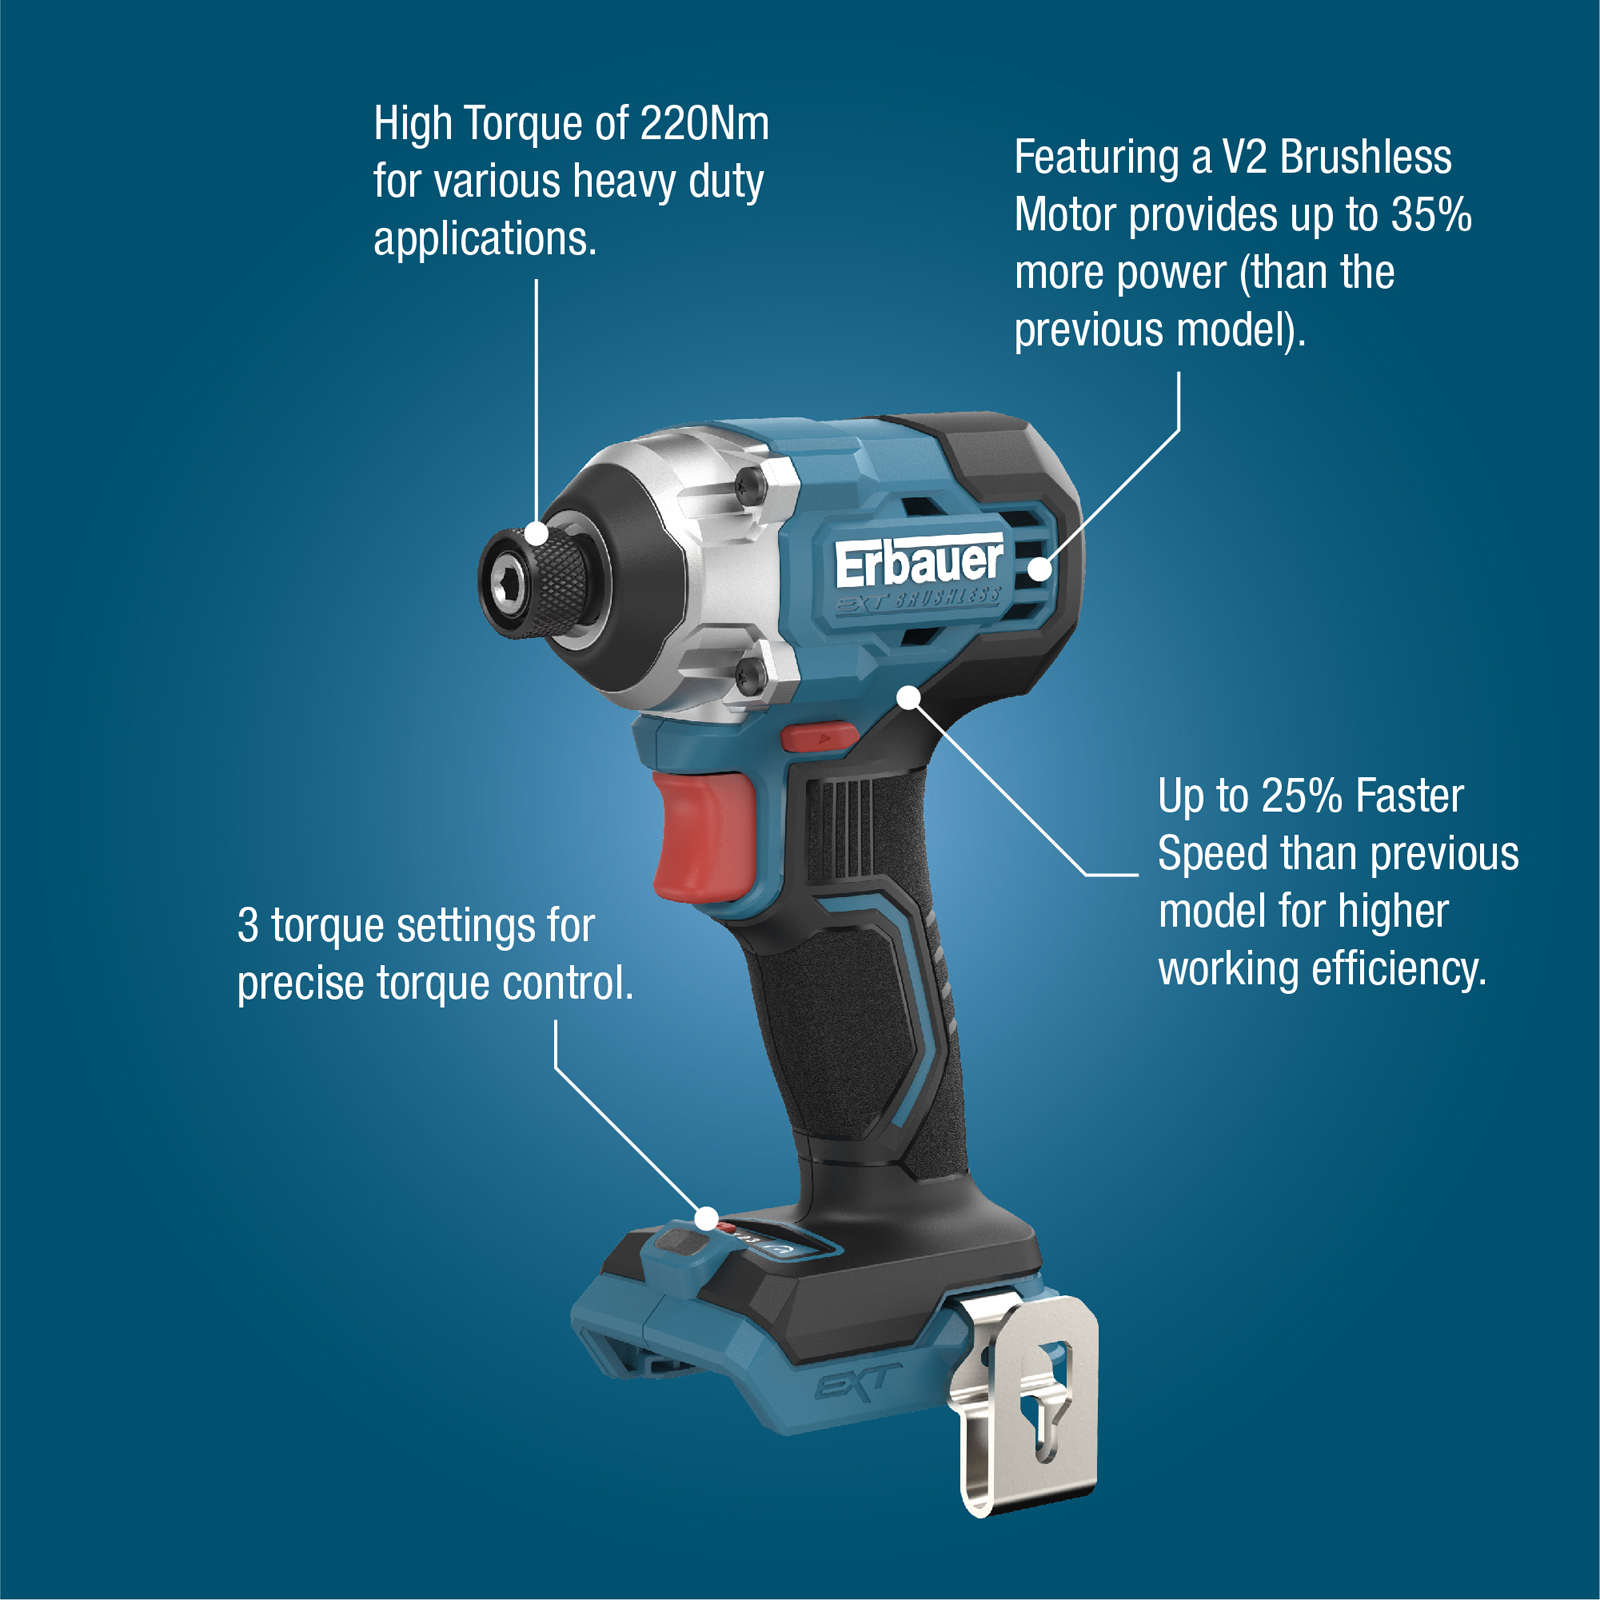 High Torque of 220Nm
for various heavy duty
applications.
Featuring a V2 Brushless
Motor provides up to 35%
more power (than the
previous model).
Erbauer
EXT BRUSHLESS
Up to 25% Faster
Speed than previous
model for higher
working efficiency.
3 torque settings for
precise torque control.
EXT